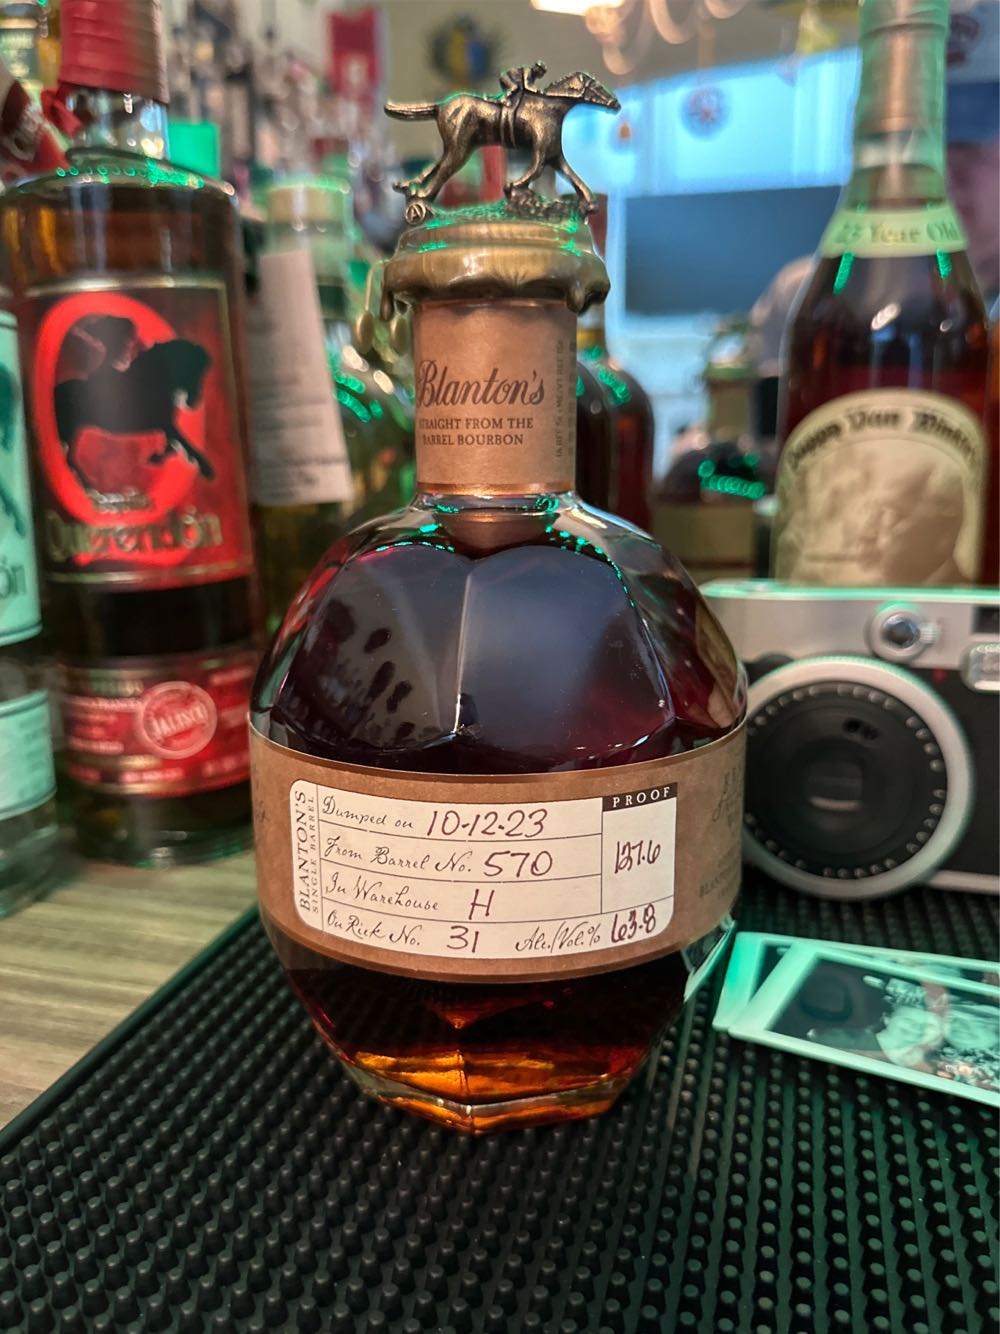 23 Year Old
Pappy Van Winkle's
Blanton's
STRAIGHT FROM THE
BARREL BOURBON
Tequila
Querendón
JALISCO
ón
BLANTON'S
SINGLE BARREL
Dumped on 10-12-23
From Barrel No. 570
In Warehouse H
On Rick No. 31 Alc./Vol.% 63.8
PROOF
127.6
A